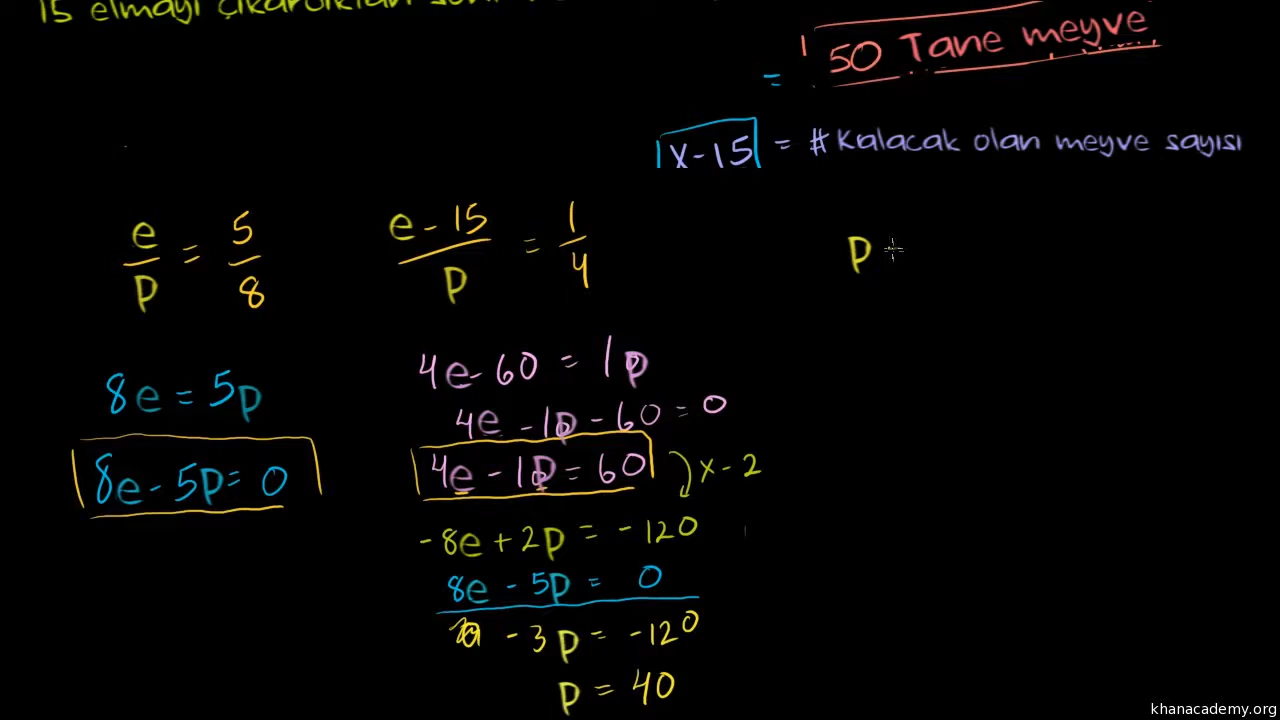 15 elmayı çıkardıktan sonra
= 50 Tane meyve
x-15 = # Kalacak olan meyve sayısı
e/p = 5/8
e - 15/p = 1/4
p
8e = 5p
8e - 5p = 0
4e - 60 = 1p
4e - 1p - 60 = 0
4e - 1p = 60
x - 2
-8e + 2p = -120
8e - 5p = 0
- 3p = -120
p = 40
khanacademy.org